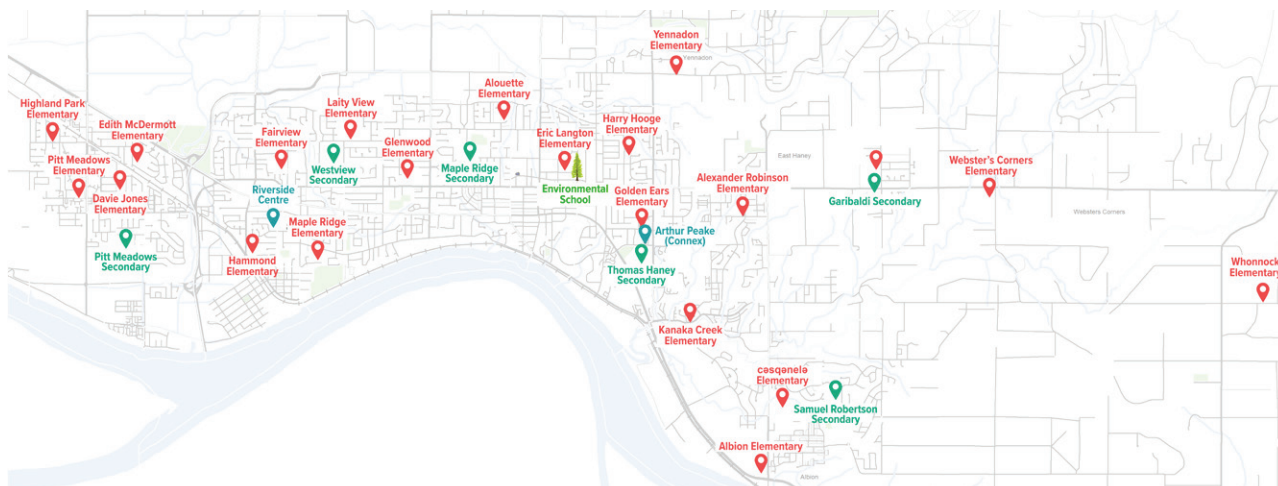 Yennadon
Elementary
Yennadon
Alouette
Elementary
Highland Park
Elementary
Edith McDermott
Elementary
Laity View
Elementary
Fairview
Elementary
Glenwood
Elementary
Maple Ridge
Secondary
Eric Langton
Elementary
Harry Hooge
Elementary
Pitt Meadows
Elementary
Westview
Secondary
East Haney
Webster's Corners
Elementary
Davie Jones
Elementary
Riverside
Centre
Environmental
School
Golden Ears
Elementary
Alexander Robinson
Elementary
Garibaldi Secondary
Websters Corners
Maple Ridge
Elementary
Arthur Peake
(Connex)
Pitt Meadows
Secondary
Hammond
Elementary
Thomas Haney
Secondary
Whonnock
Elementary
Kanaka Creek
Elementary
c̓əsqənelə
Elementary
Samuel Robertson
Secondary
Albion Elementary
Albion